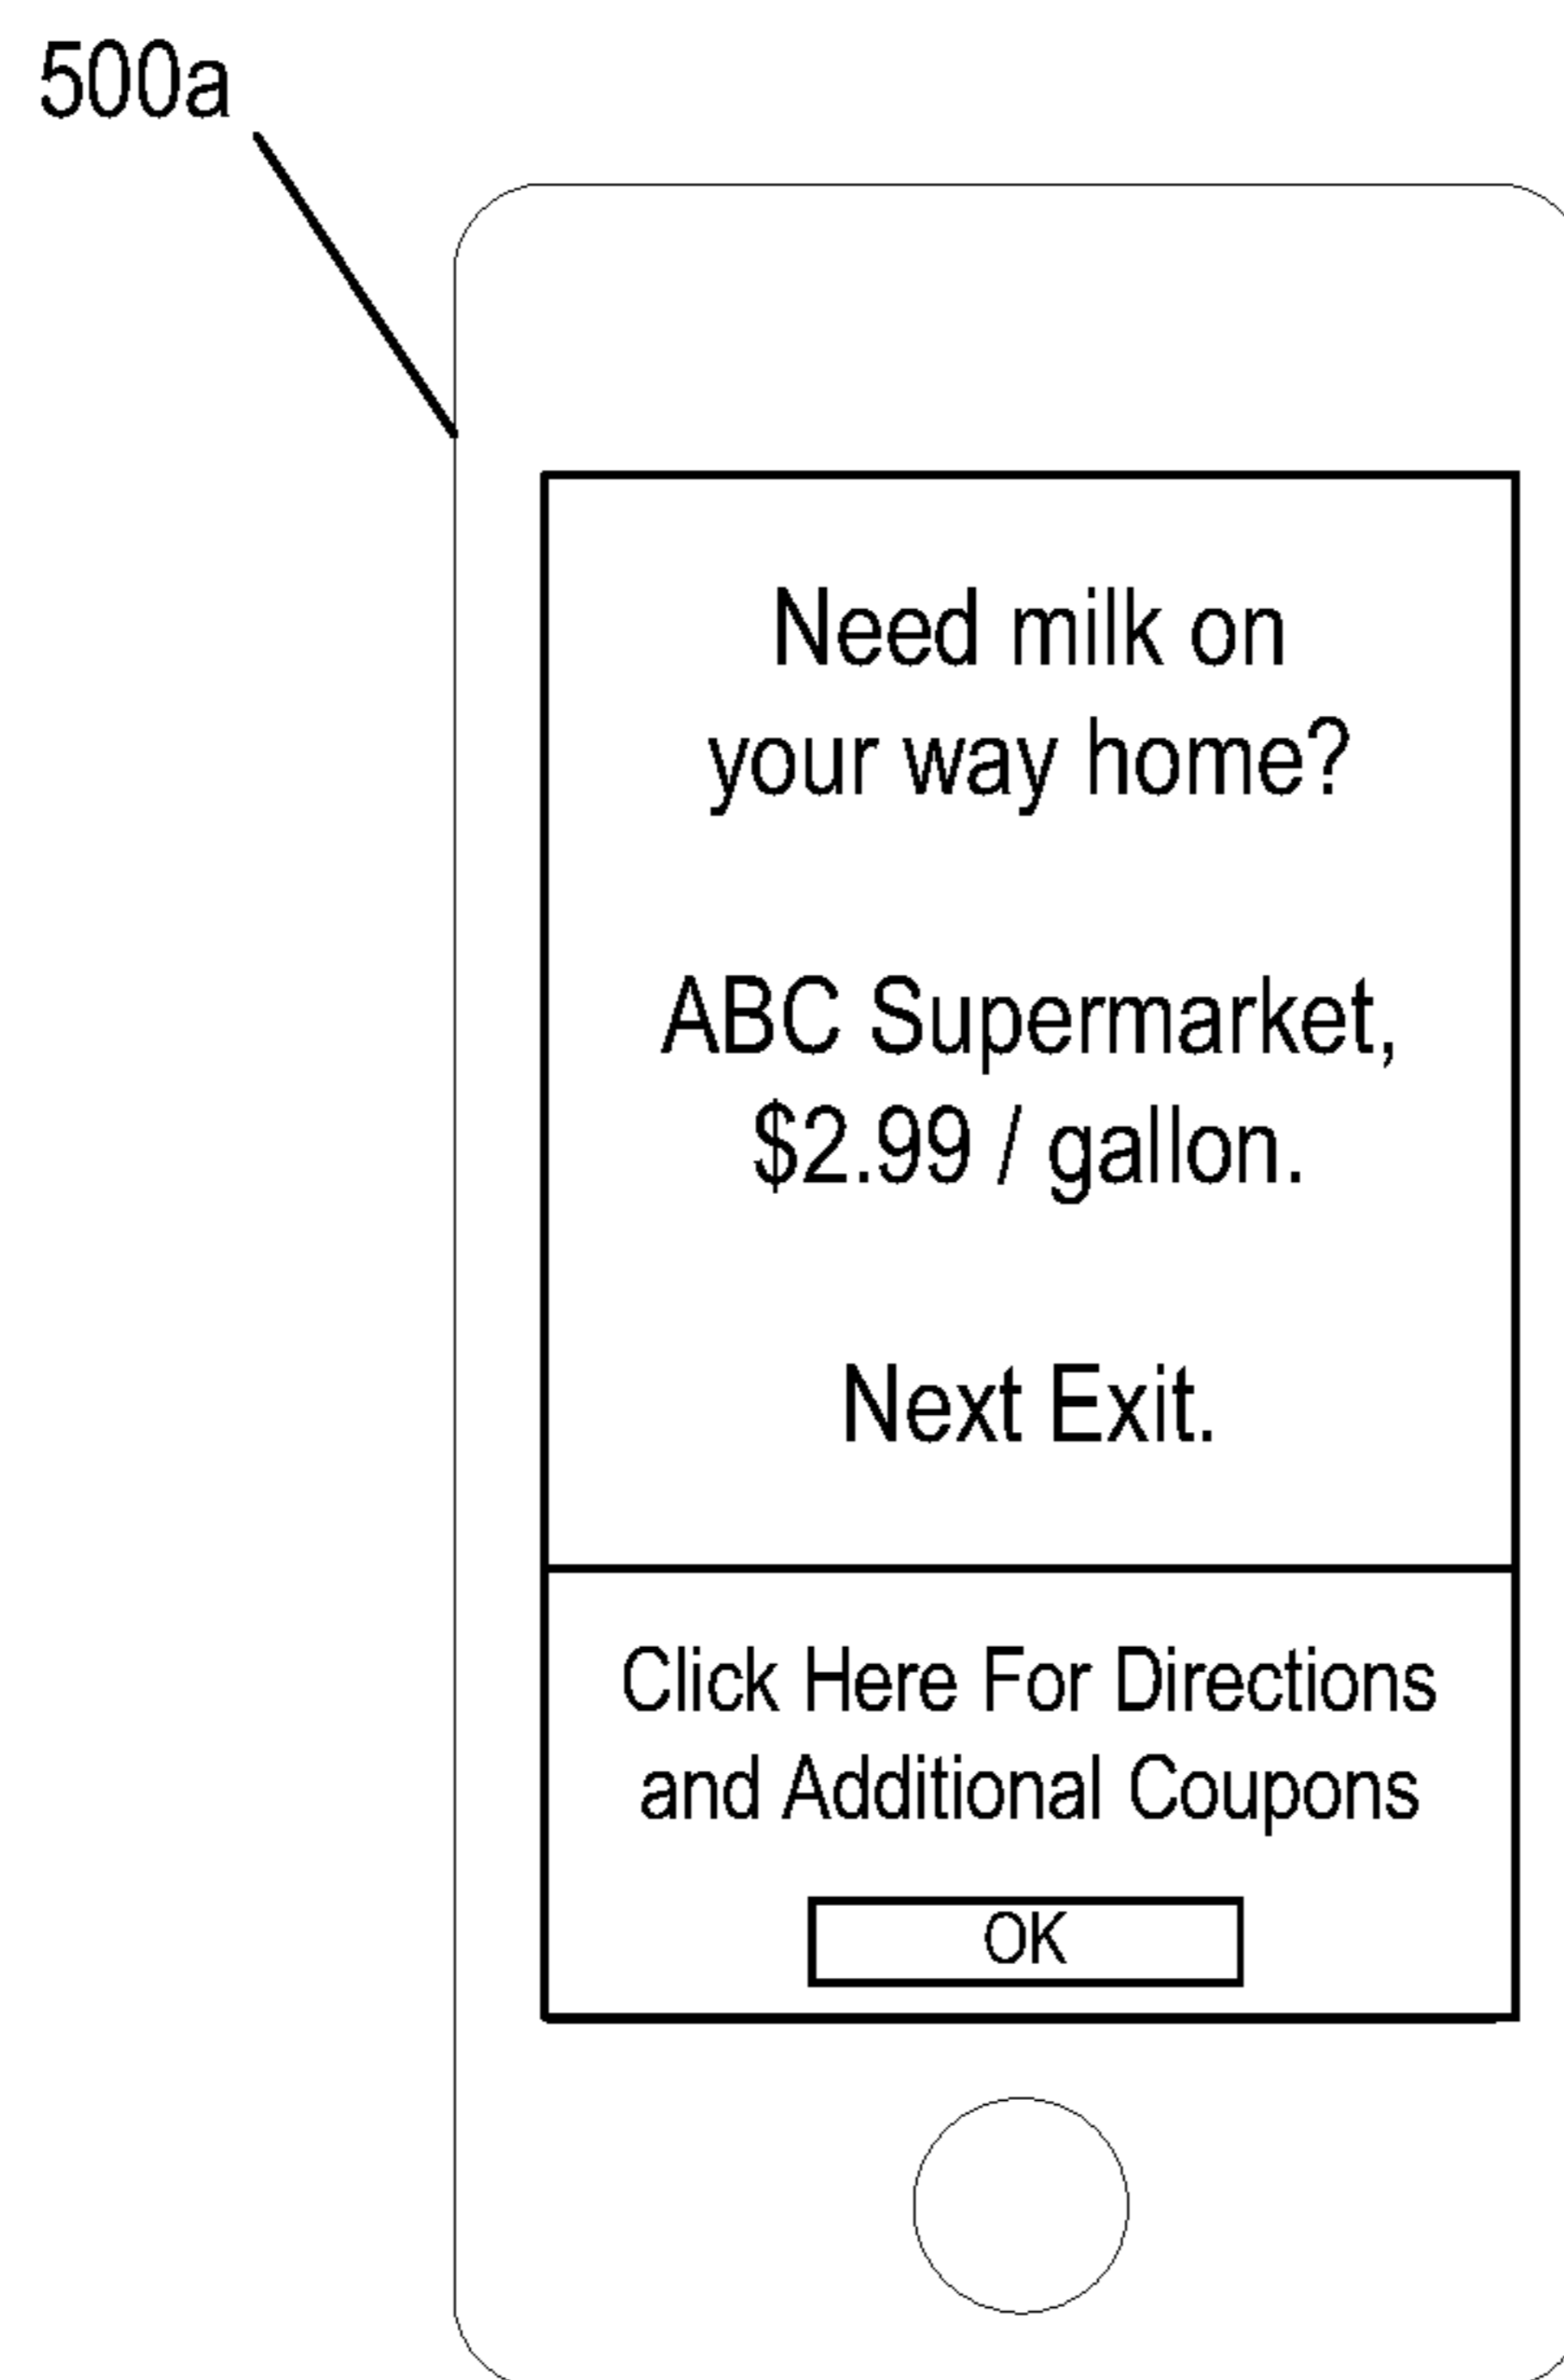 500a
Need milk on
your way home?
ABC Supermarket,
$2.99 / gallon.
Next Exit.
Click Here For Directions
and Additional Coupons
OK